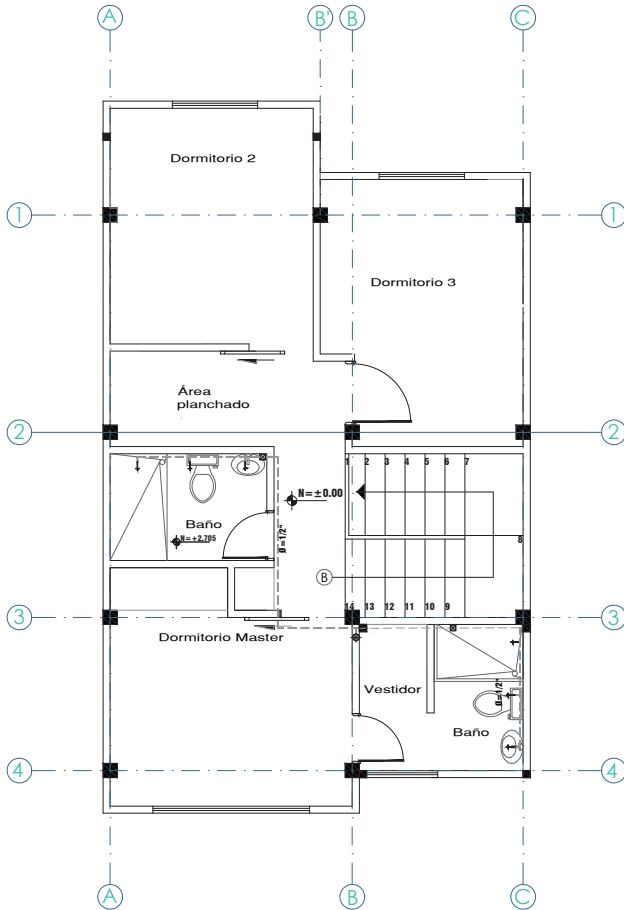 A
B'
B
C
Dormitorio 2
1
1
Dormitorio 3
Área
planchado
2
2
1 2 3 4 5 6 7
N=±0.00
Baño
N=+2.705
Ø=1/2"
8
B
14 13 12 11 10 9
3
3
Dormitorio Master
Vestidor
Ø=1/2"
Baño
4
4
A
B
C